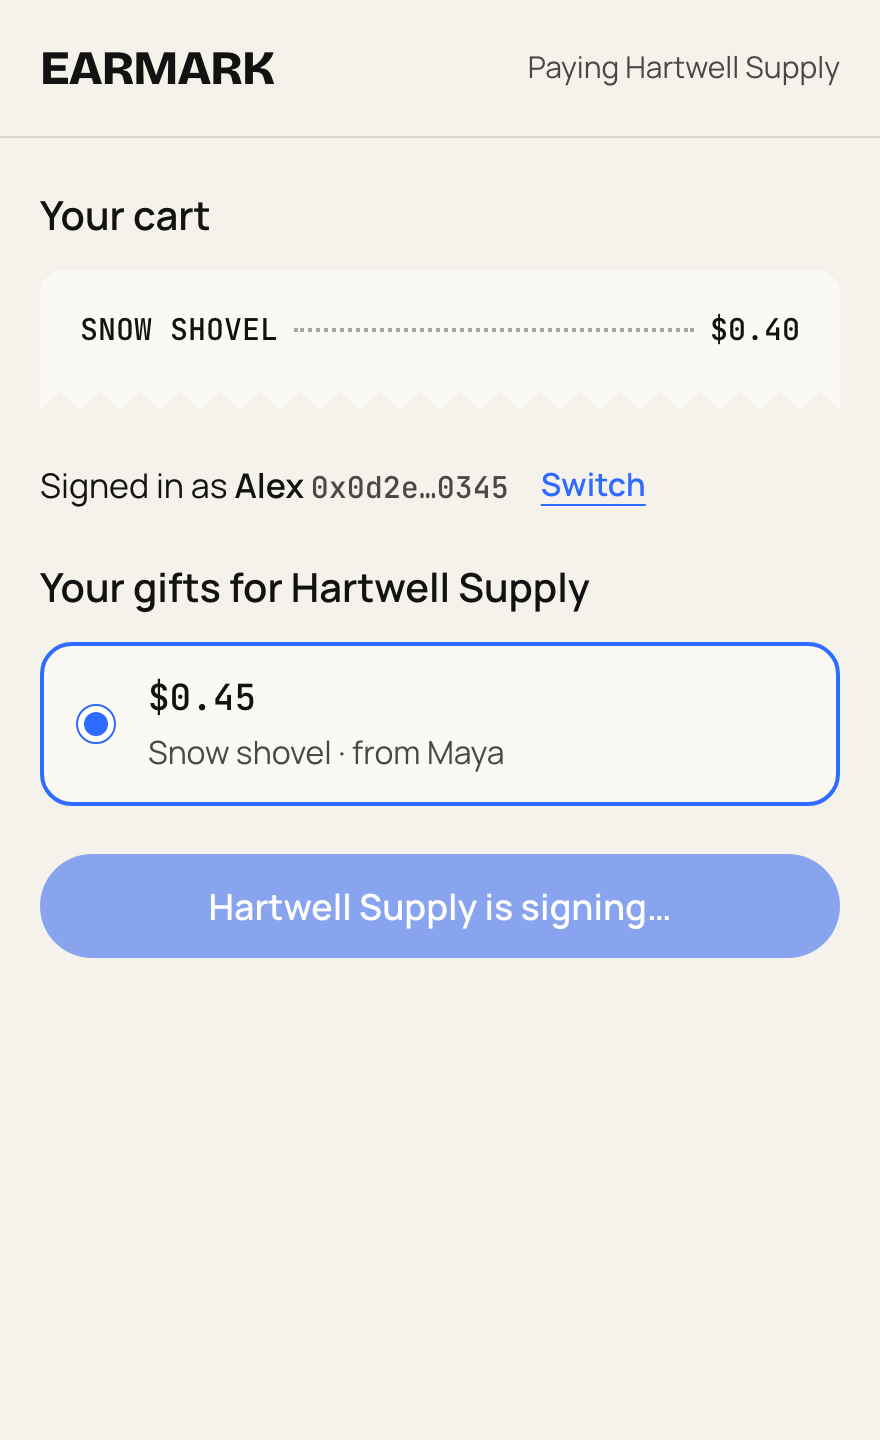 EARMARK
Paying Hartwell Supply
Your cart
SNOW SHOVEL $0.40
Signed in as Alex 0x0d2e…0345 Switch
Your gifts for Hartwell Supply
$0.45
Snow shovel · from Maya
Hartwell Supply is signing…